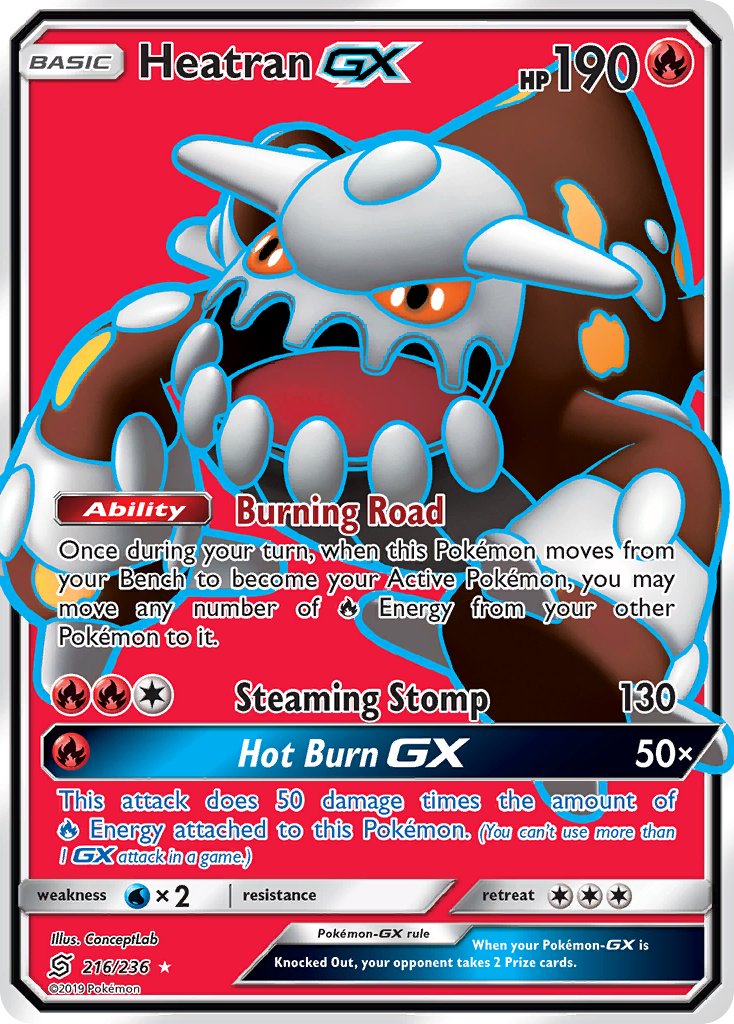 BASIC Heatran GX HP190
Ability Burning Road
Once during your turn, when this Pokémon moves from
your Bench to become your Active Pokémon, you may
move any number of Energy from your other
Pokémon to it.
Steaming Stomp 130
Hot Burn GX 50×
This attack does 50 damage times the amount of
Energy attached to this Pokémon. (You can't use more than
1 GX attack in a game.)
weakness ×2 resistance retreat
Illus. ConceptLab
216/236
©2019 Pokémon
Pokémon-GX rule
When your Pokémon-GX is
Knocked Out, your opponent takes 2 Prize cards.